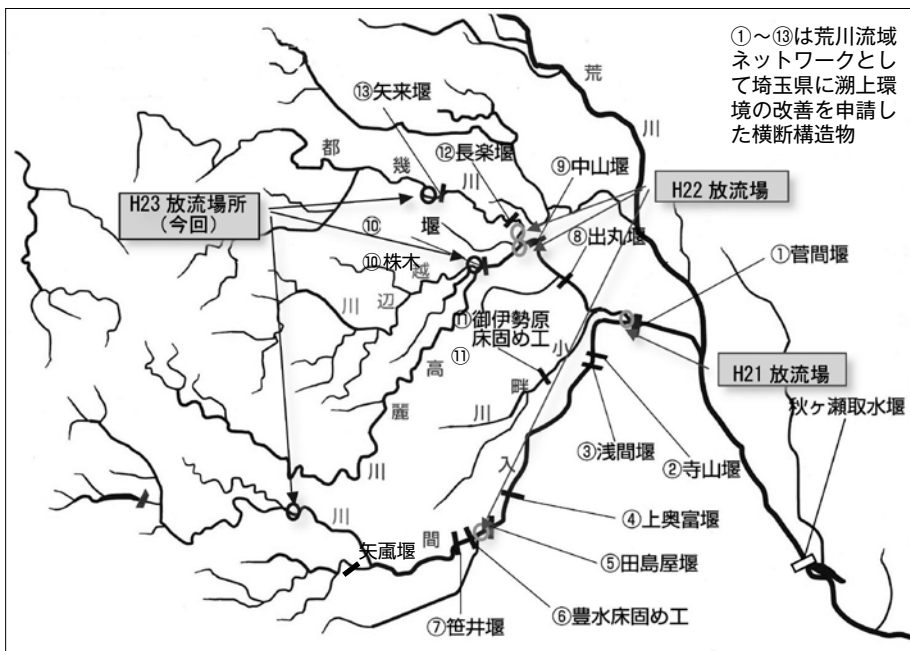 ①～⑬は荒川流域
ネットワークとし
て埼玉県に溯上環
境の改善を申請し
た横断構造物
荒川
⑬矢来堰
都幾川
⑫長楽堰
⑨中山堰
H22 放流場
H23 放流場所
(今回)
⑩
堰
⑩株木
⑧出丸堰
①菅間堰
越辺川
⑪御伊勢原
床固め工
⑪
小畔川
高麗川
H21 放流場
秋ヶ瀬取水堰
③浅間堰
②寺山堰
入間川
④上奥富堰
⑤田島屋堰
矢颪堰
⑥豊水床固め工
⑦笹井堰